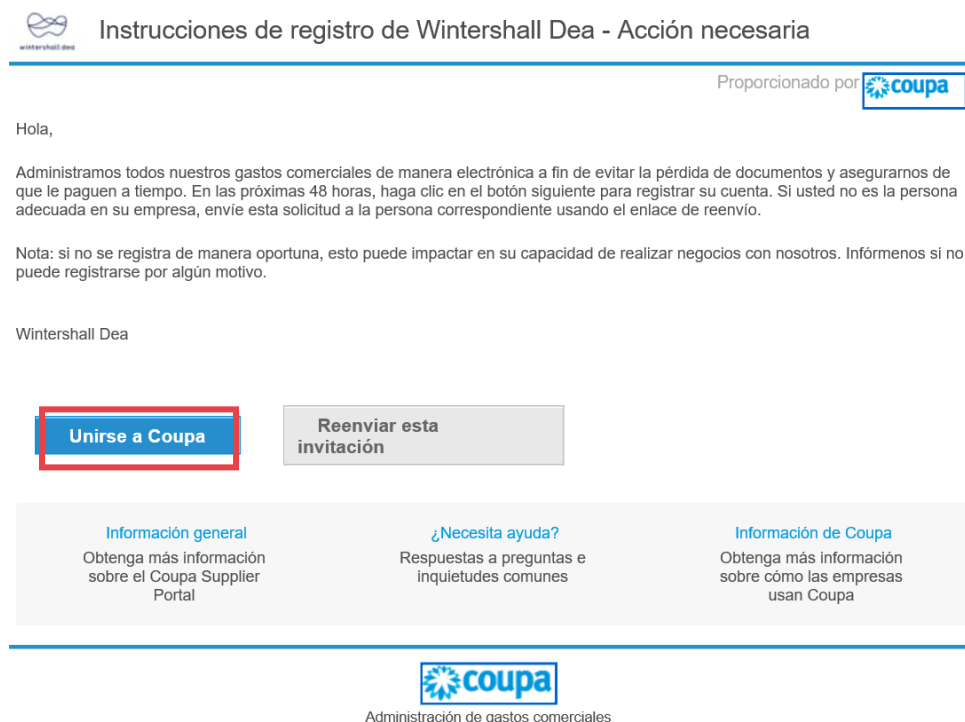 wintershall dea
Instrucciones de registro de Wintershall Dea - Acción necesaria
Proporcionado por coupa
Hola,
Administramos todos nuestros gastos comerciales de manera electrónica a fin de evitar la pérdida de documentos y asegurarnos de
que le paguen a tiempo. En las próximas 48 horas, haga clic en el botón siguiente para registrar su cuenta. Si usted no es la persona
adecuada en su empresa, envíe esta solicitud a la persona correspondiente usando el enlace de reenvío.
Nota: si no se registra de manera oportuna, esto puede impactar en su capacidad de realizar negocios con nosotros. Infórmenos si no
puede registrarse por algún motivo.
Wintershall Dea
Unirse a Coupa
Reenviar esta
invitación
Información general
Obtenga más información
sobre el Coupa Supplier
Portal
¿Necesita ayuda?
Respuestas a preguntas e
inquietudes comunes
Información de Coupa
Obtenga más información
sobre cómo las empresas
usan Coupa
coupa
Administración de gastos comerciales